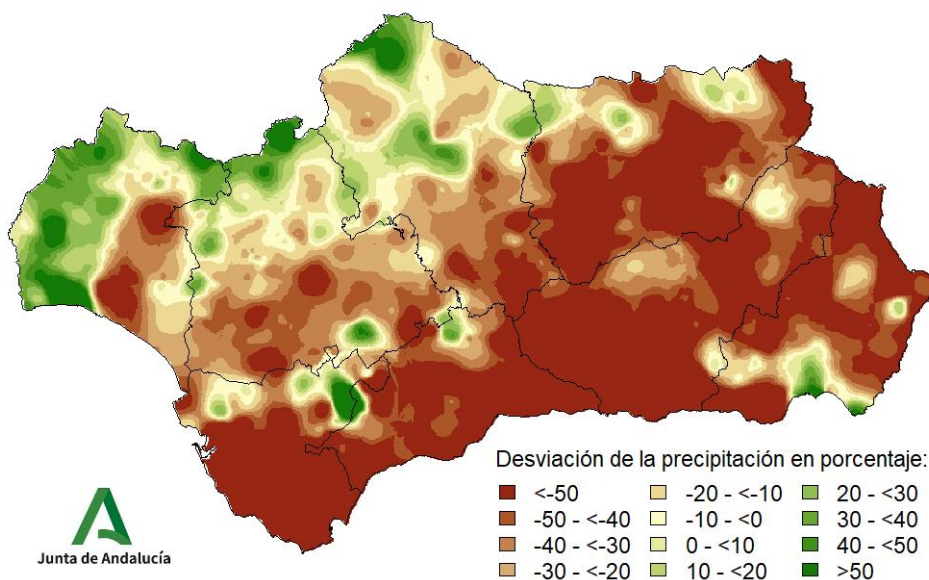 Desviación de la precipitación en porcentaje:
<-50
-50 - <-40
-40 - <-30
-30 - <-20
-20 - <-10
-10 - <0
0 - <10
10 - <20
20 - <30
30 - <40
40 - <50
>50
Junta de Andalucía